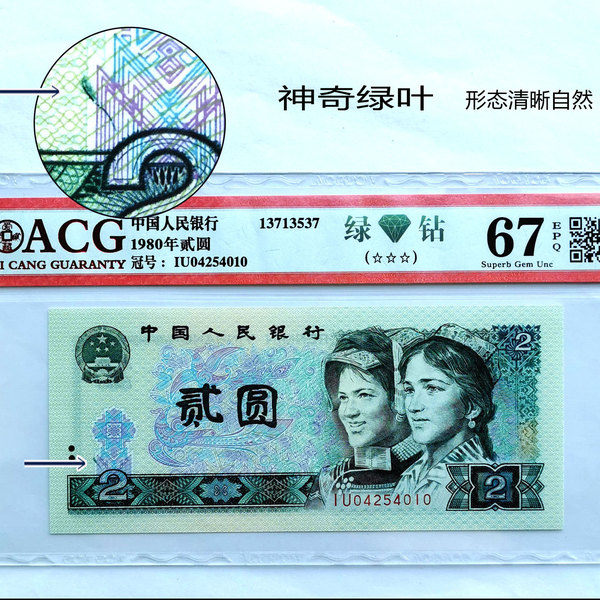 神奇绿叶 形态清晰自然
ACG 中国人民银行 13713537 绿 钻 67 EPQ
1980年贰圆
I CANG GUARANTY 冠号：IU04254010 (☆☆☆) Superb Gem Unc
中国人民银行
2
贰圆
2 2
IU04254010